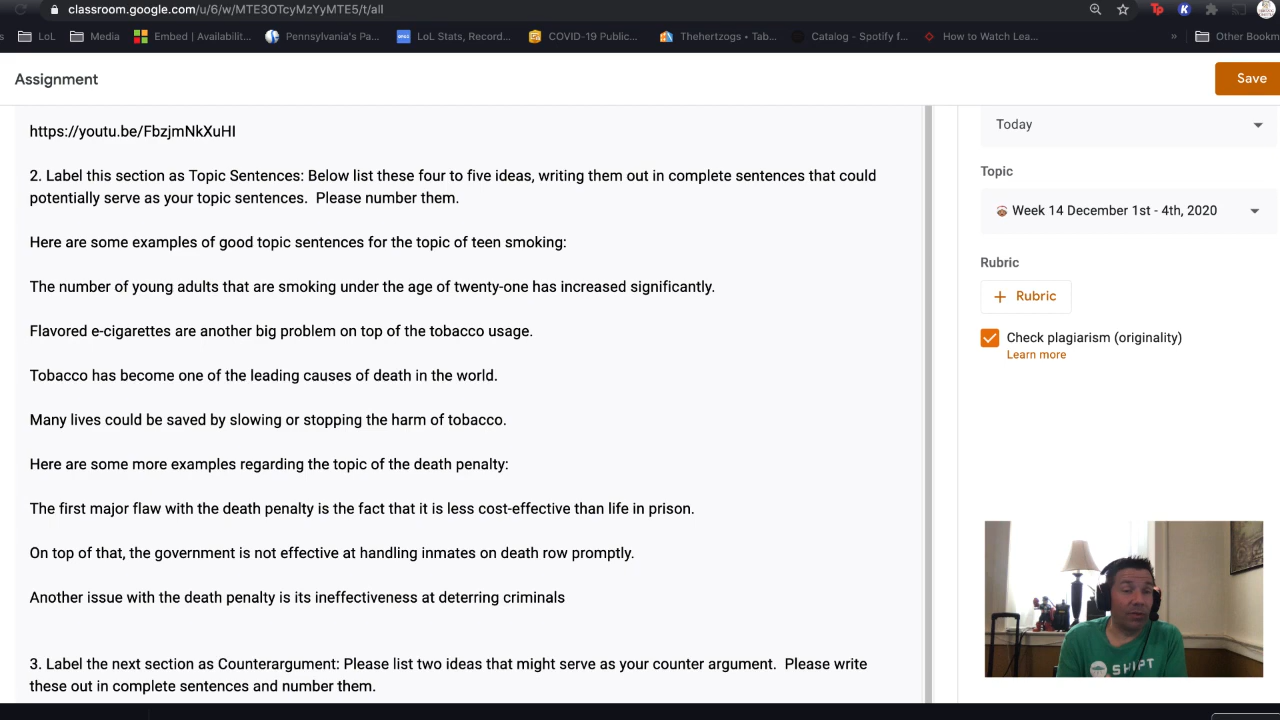 classroom.google.com/u/6/w/MTE3OTcyMzYyMTE5/t/all
LoL
Media
Embed | Availabilit...
Pennsylvania's Pa...
LoL Stats, Record...
COVID-19 Public...
Thehertzogs • Tab...
Catalog - Spotify f...
How to Watch Lea...
»
Other Bookm
Assignment
Save
https://youtu.be/FbzjmNkXuHI
Today
2. Label this section as Topic Sentences: Below list these four to five ideas, writing them out in complete sentences that could
potentially serve as your topic sentences.  Please number them.
Topic
Week 14 December 1st - 4th, 2020
Here are some examples of good topic sentences for the topic of teen smoking:
Rubric
+ Rubric
The number of young adults that are smoking under the age of twenty-one has increased significantly.
Flavored e-cigarettes are another big problem on top of the tobacco usage.
Check plagiarism (originality)
Learn more
Tobacco has become one of the leading causes of death in the world.
Many lives could be saved by slowing or stopping the harm of tobacco.
Here are some more examples regarding the topic of the death penalty:
The first major flaw with the death penalty is the fact that it is less cost-effective than life in prison.
On top of that, the government is not effective at handling inmates on death row promptly.
Another issue with the death penalty is its ineffectiveness at deterring criminals
3. Label the next section as Counterargument: Please list two ideas that might serve as your counter argument.  Please write
these out in complete sentences and number them.